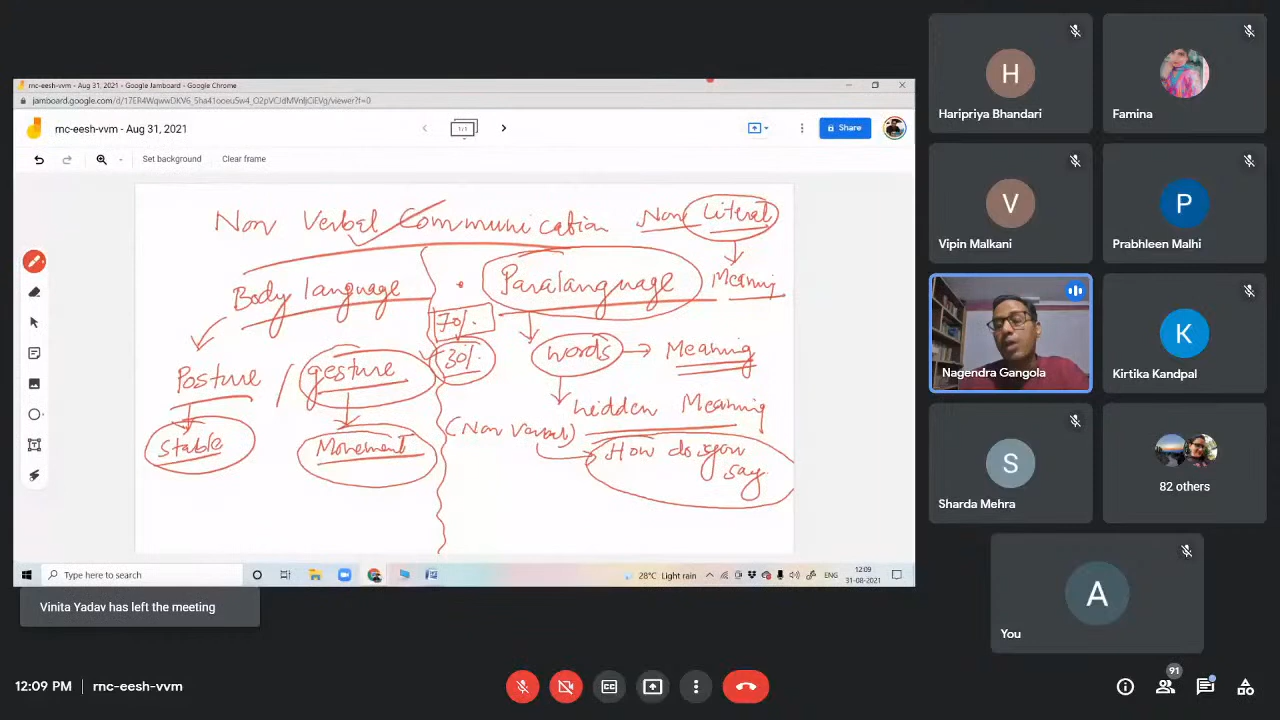 rnc-eesh-vvm - Aug 31, 2021 - Google Jamboard - Google Chrome
rnc-eesh-vvm - Aug 31, 2021
1/1
Share
Set background
Clear frame
Non Verbal Communication
Non Literal
Meaning
Body language
Paralanguage
70%
30%
words → Meaning
Posture / gesture
hidden Meaning
Stable
Movement
(Non Verbal)
How do you
say
Type here to search
28°C Light rain
ENG
12:09
31-08-2021
Vinita Yadav has left the meeting
12:09 PM
rnc-eesh-vvm
H
Haripriya Bhandari
Famina
V
Vipin Malkani
P
Prabhleen Malhi
Nagendra Gangola
K
Kirtika Kandpal
S
Sharda Mehra
82 others
A
You
91